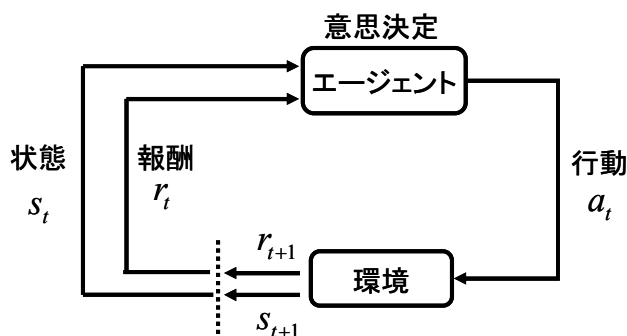 意思決定
エージェント
状態
s_t
報酬
r_t
行動
a_t
r_{t+1}
環境
s_{t+1}